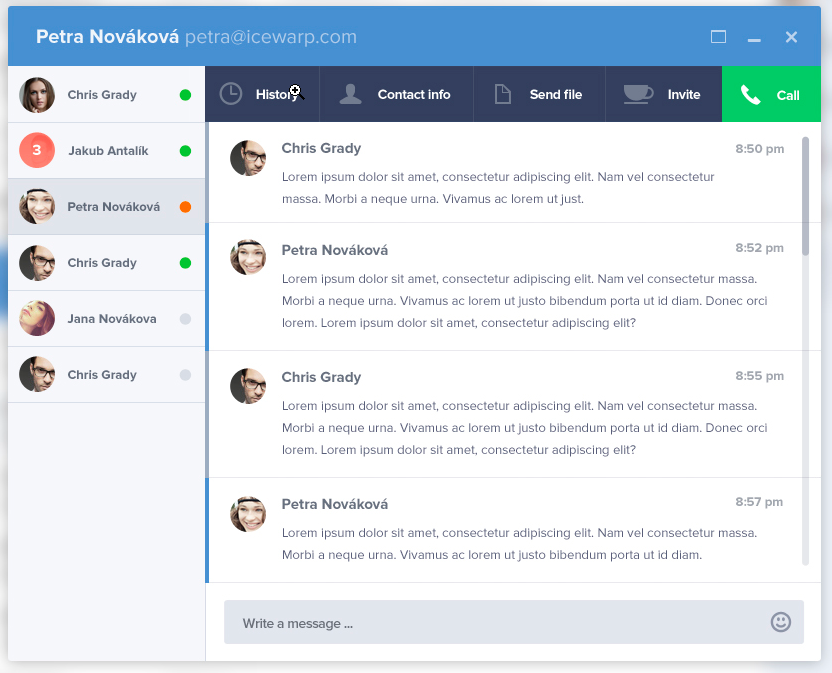 Petra Nováková petra@icewarp.com
Chris Grady
3 Jakub Antalík
Petra Nováková
Chris Grady
Jana Novákova
Chris Grady
History Contact info Send file Invite Call
Chris Grady 8:50 pm
Lorem ipsum dolor sit amet, consectetur adipiscing elit. Nam vel consectetur
massa. Morbi a neque urna. Vivamus ac lorem ut just.
Petra Nováková 8:52 pm
Lorem ipsum dolor sit amet, consectetur adipiscing elit. Nam vel consectetur massa.
Morbi a neque urna. Vivamus ac lorem ut justo bibendum porta ut id diam. Donec orci
lorem. Lorem ipsum dolor sit amet, consectetur adipiscing elit?
Chris Grady 8:55 pm
Lorem ipsum dolor sit amet, consectetur adipiscing elit. Nam vel consectetur massa.
Morbi a neque urna. Vivamus ac lorem ut justo bibendum porta ut id diam. Donec orci
lorem. Lorem ipsum dolor sit amet, consectetur adipiscing elit?
Petra Nováková 8:57 pm
Lorem ipsum dolor sit amet, consectetur adipiscing elit. Nam vel consectetur massa.
Morbi a neque urna. Vivamus ac lorem ut justo bibendum porta ut id diam.
Write a message ...